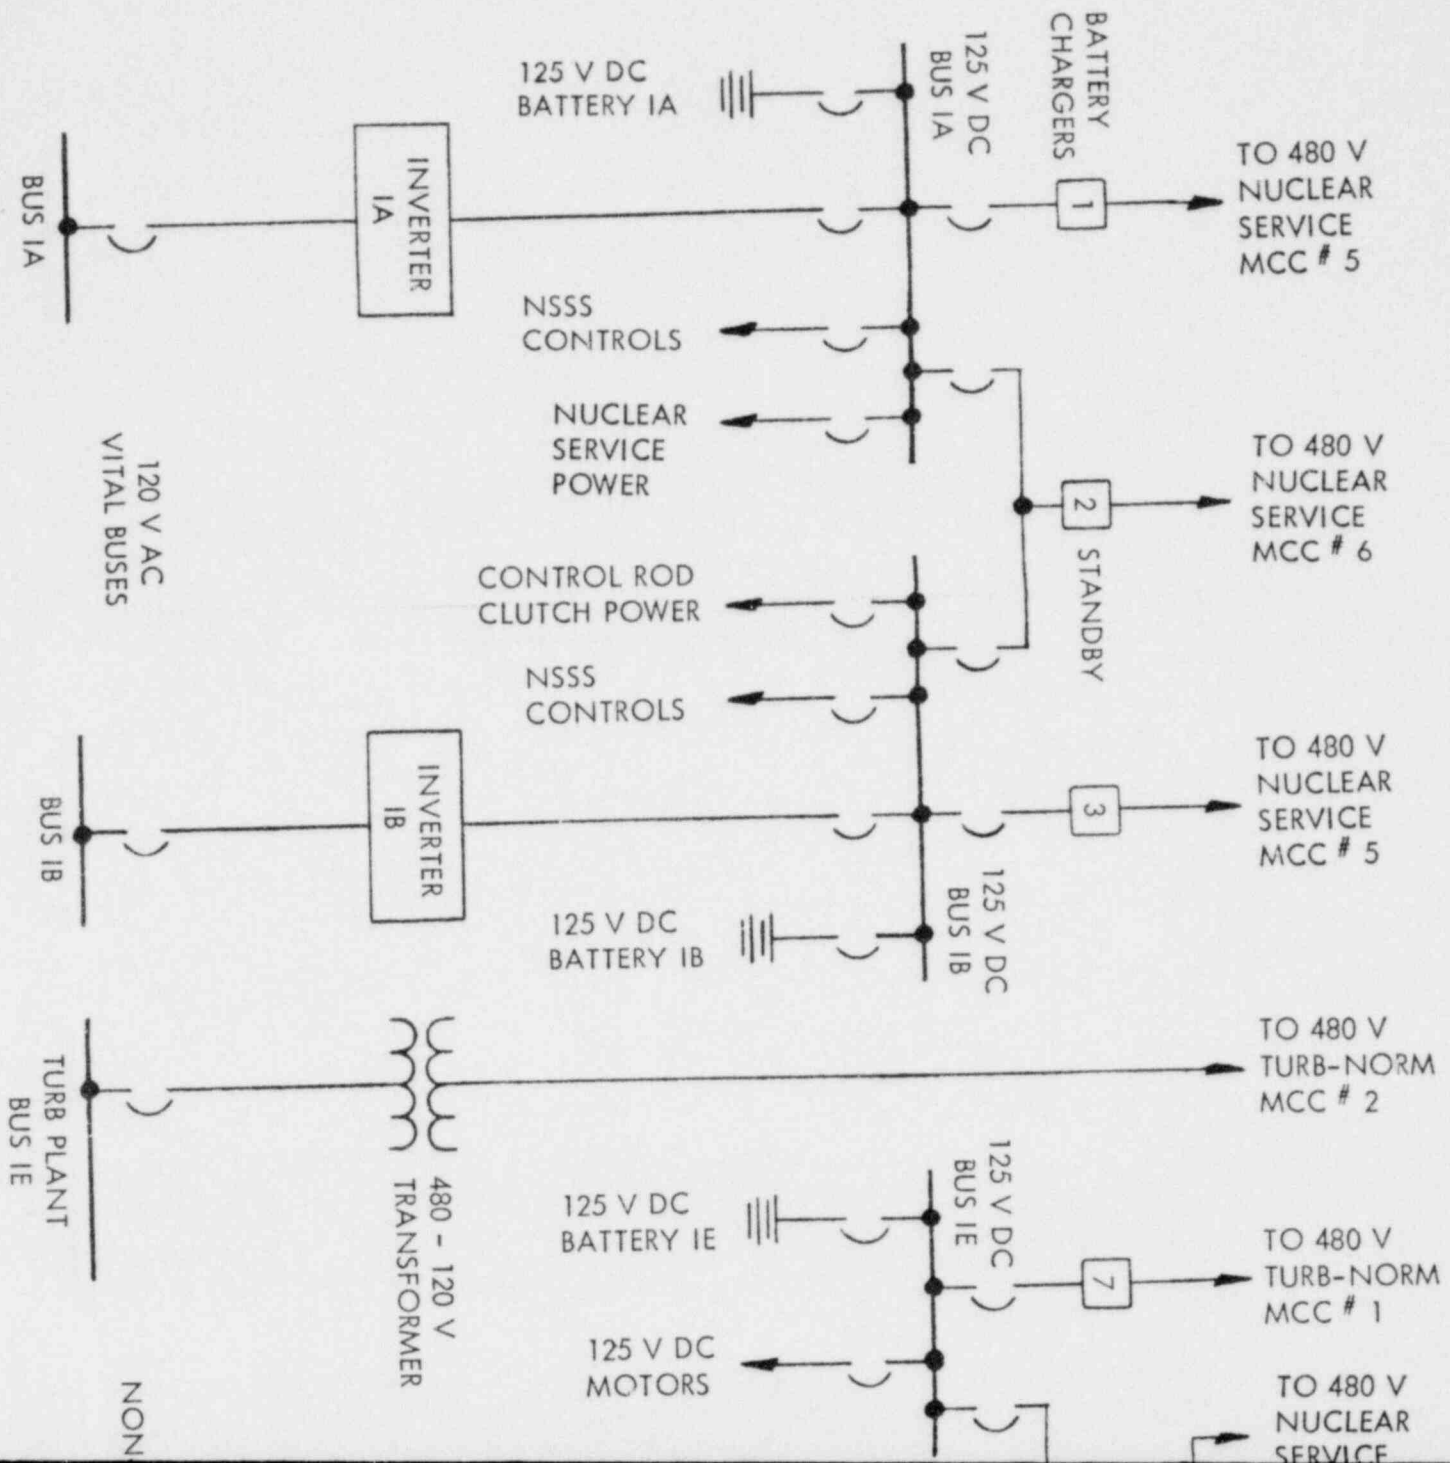 BATTERY
CHARGERS
125 V DC
BUS IA
125 V DC
BATTERY IA
1
TO 480 V
NUCLEAR
SERVICE
MCC # 5
BUS IA
INVERTER
IA
NSSS
CONTROLS
NUCLEAR
SERVICE
POWER
2
STANDBY
TO 480 V
NUCLEAR
SERVICE
MCC # 6
120 V AC
VITAL BUSES
CONTROL ROD
CLUTCH POWER
NSSS
CONTROLS
BUS IB
INVERTER
IB
3
TO 480 V
NUCLEAR
SERVICE
MCC # 5
125 V DC
BATTERY IB
125 V DC
BUS IB
TURB PLANT
BUS IE
480 - 120 V
TRANSFORMER
TO 480 V
TURB-NORM
MCC # 2
125 V DC
BATTERY IE
125 V DC
BUS IE
7
TO 480 V
TURB-NORM
MCC # 1
125 V DC
MOTORS
NON-
TO 480 V
NUCLEAR
SERVICE